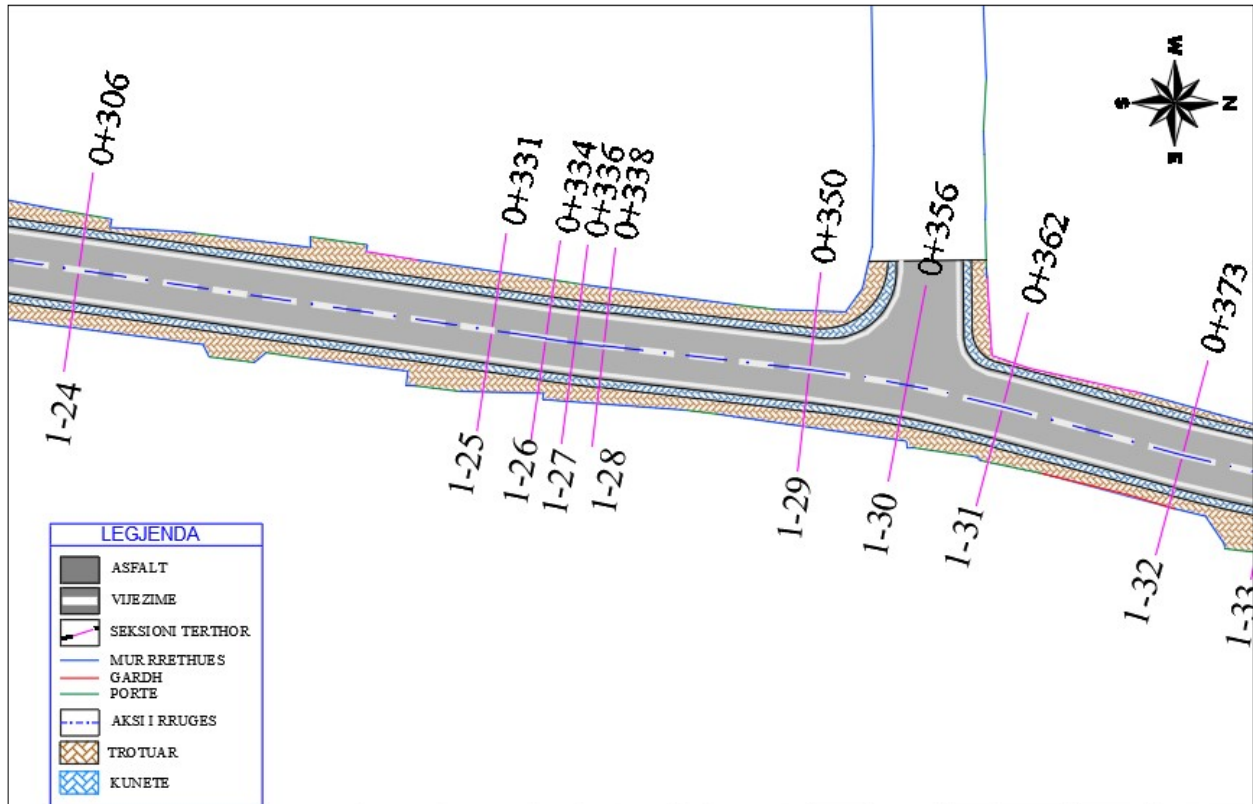 W
N
S
E
0+306
0+331
0+334
0+336
0+338
0+350
0+356
0+362
0+373
1-24
1-25
1-26
1-27
1-28
1-29
1-30
1-31
1-32
1-33
LEGJENDA
ASFALT
VIJEZIME
SEKSIONI TERTHOR
MUR RRETHUES
GARDH
PORTE
AKSI I RRUGES
TROTUAR
KUNETE